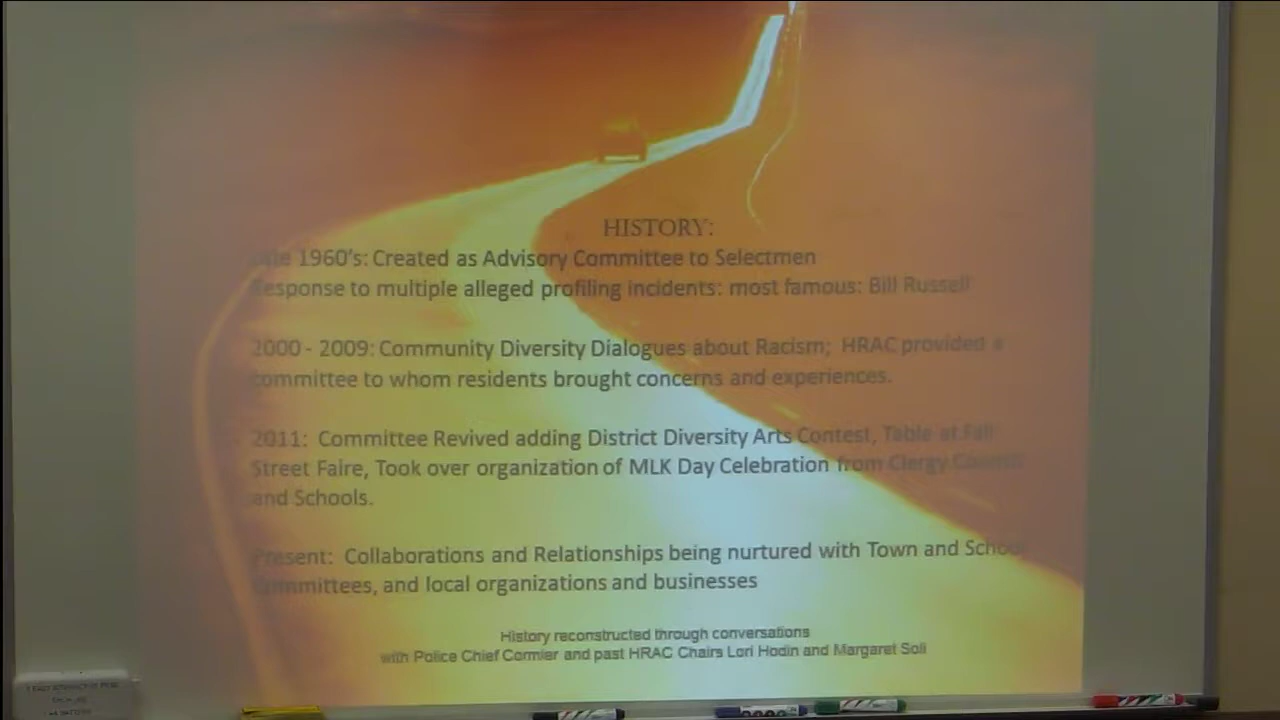 HISTORY:
1960's: Created as Advisory Committee to Selectmen
Response to multiple alleged profiling incidents: most famous: Bill Russell
2000 - 2009: Community Diversity Dialogues about Racism; HRAC provided a
committee to whom residents brought concerns and experiences.
2011: Committee Revived adding District Diversity Arts Contest, Table at Fall
Street Faire, Took over organization of MLK Day Celebration from Clergy
and Schools.
Present: Collaborations and Relationships being nurtured with Town and School
Committees, and local organizations and businesses
History reconstructed through conversations
with Police Chief Cormier and past HRAC Chairs Lori Hodin and Margaret Soli